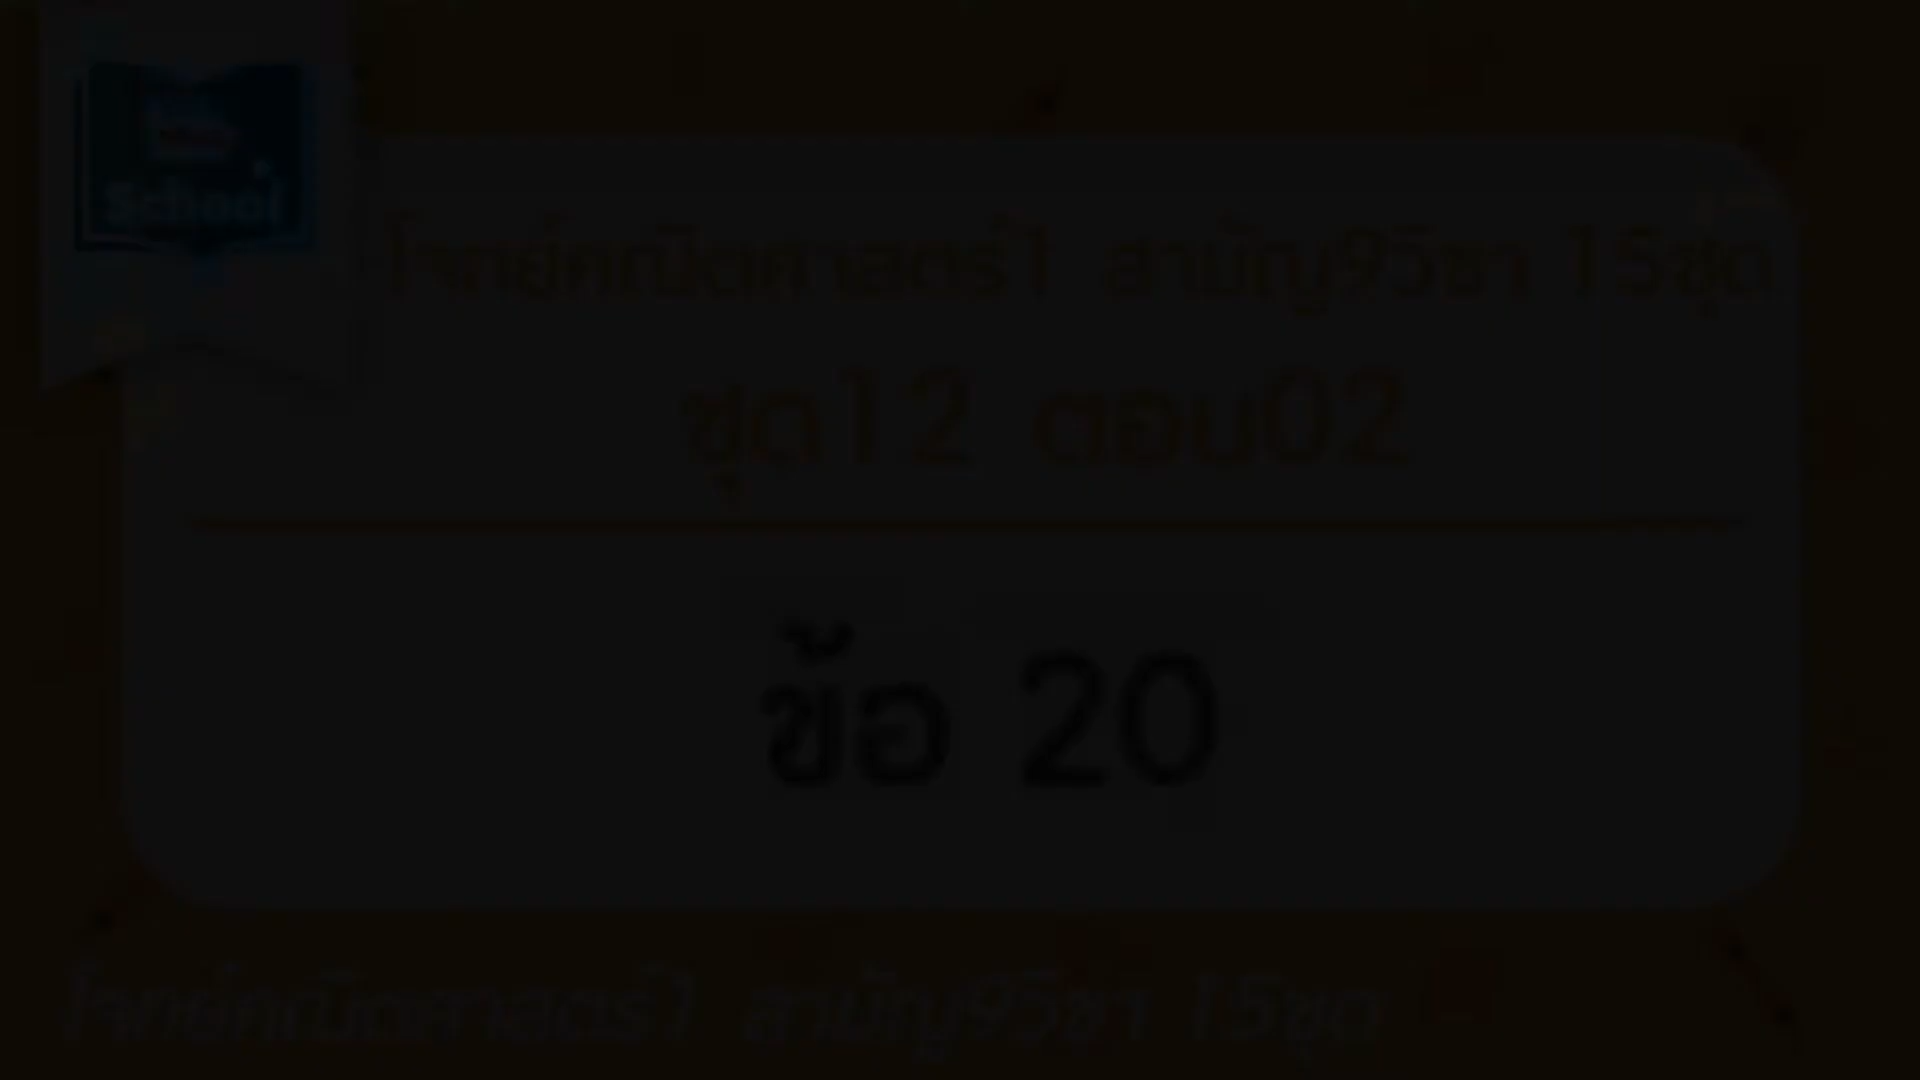 School
โจทย์คณิตศาสตร์1 สามัญ9วิชา 15ชุด
ชุด12 ตอน02
ข้อ 20
โจทย์คณิตศาสตร์1 สามัญ9วิชา 15ชุด